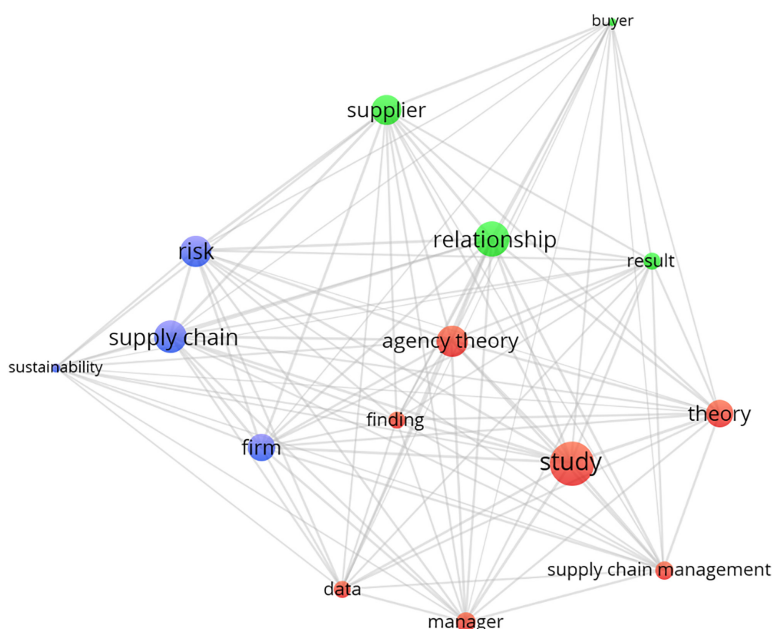 buyer
supplier
relationship
risk
result
supply chain
agency theory
sustainability
finding
theory
firm
study
supply chain management
data
manager